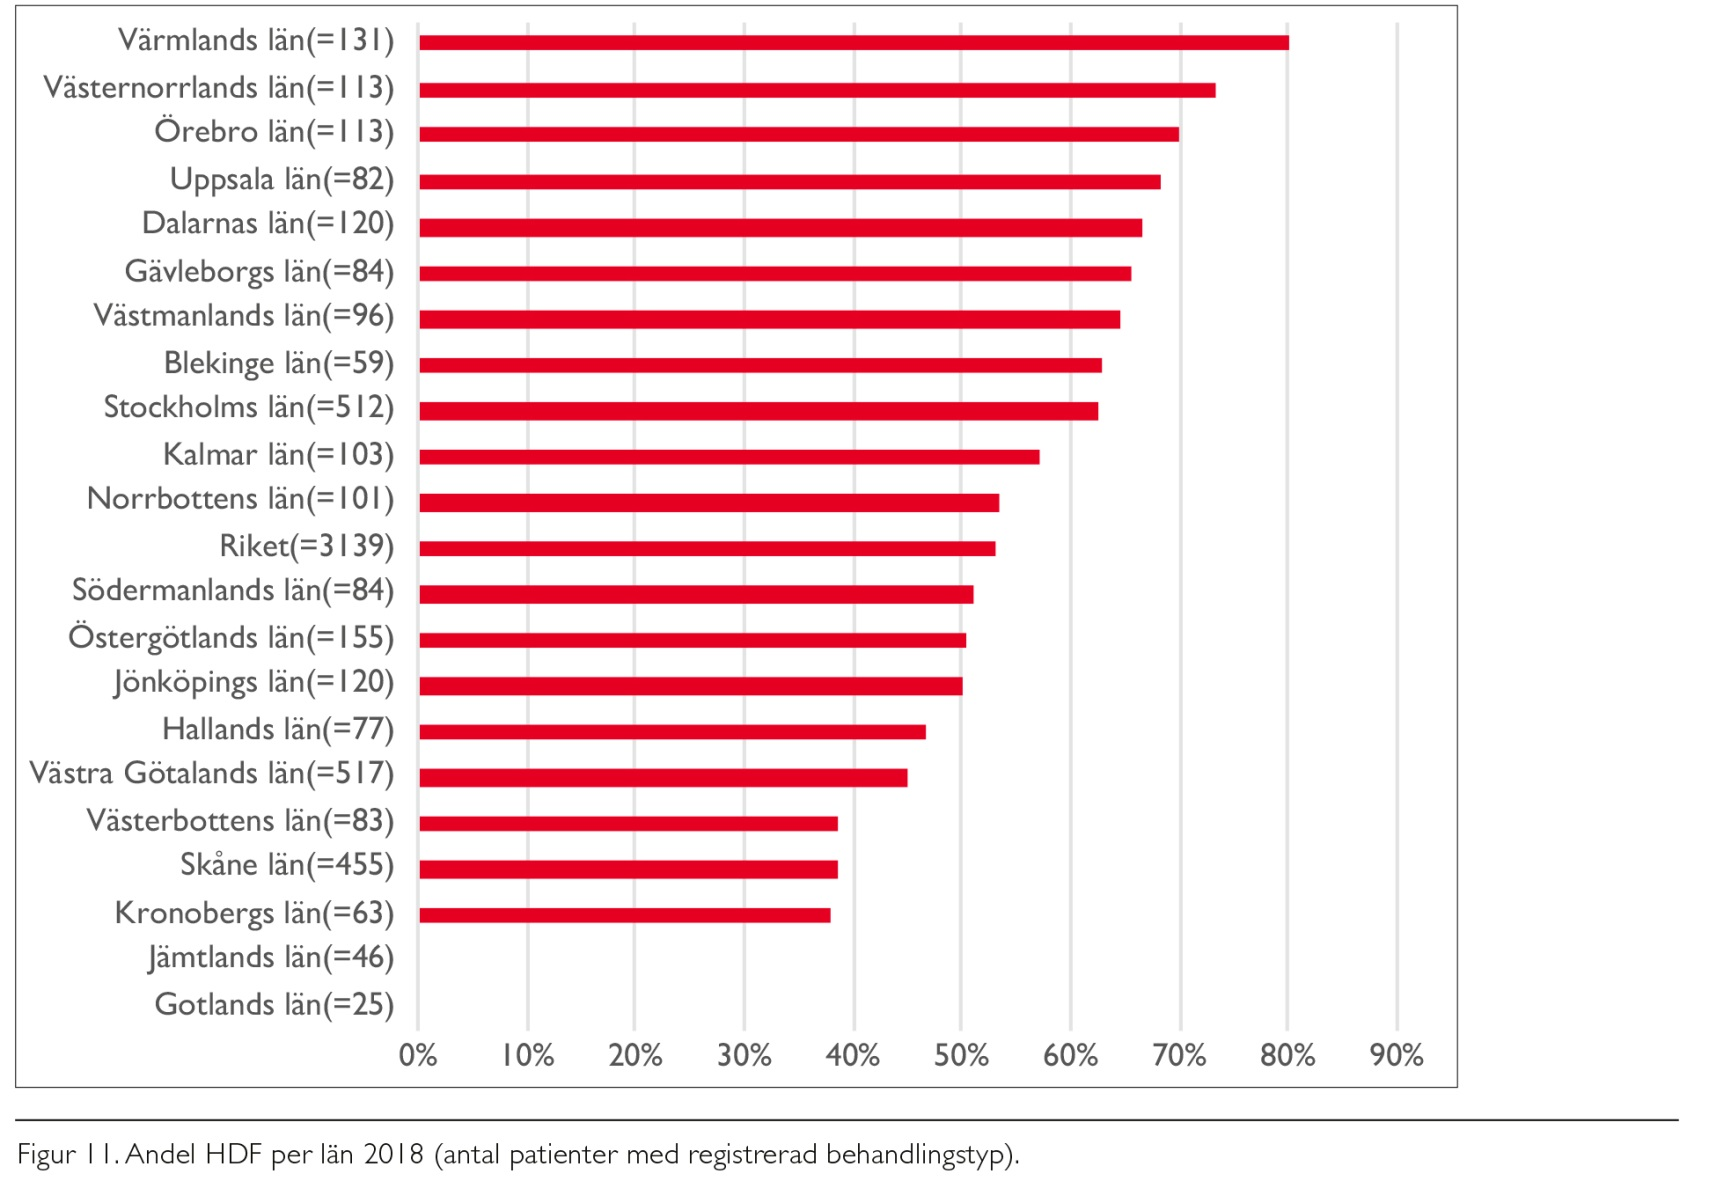 Värmlands län(=131)
Västernorrlands län(=113)
Örebro län(=113)
Uppsala län(=82)
Dalarnas län(=120)
Gävleborgs län(=84)
Västmanlands län(=96)
Blekinge län(=59)
Stockholms län(=512)
Kalmar län(=103)
Norrbottens län(=101)
Riket(=3139)
Södermanlands län(=84)
Östergötlands län(=155)
Jönköpings län(=120)
Hallands län(=77)
Västra Götalands län(=517)
Västerbottens län(=83)
Skåne län(=455)
Kronobergs län(=63)
Jämtlands län(=46)
Gotlands län(=25)
0% 10% 20% 30% 40% 50% 60% 70% 80% 90%
Figur 11. Andel HDF per län 2018 (antal patienter med registrerad behandlingstyp).